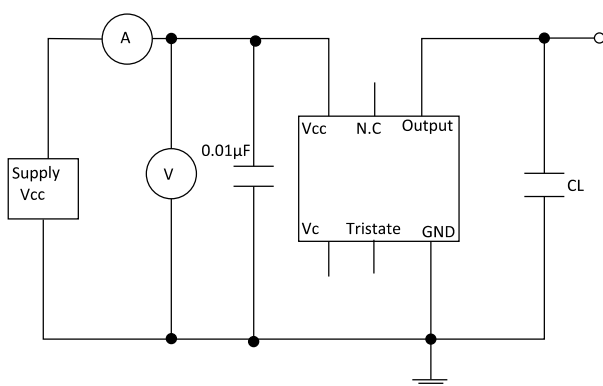 A
Vcc
N.C
Output
0.01µF
Supply
Vcc
V
CL
Vc
Tristate
GND